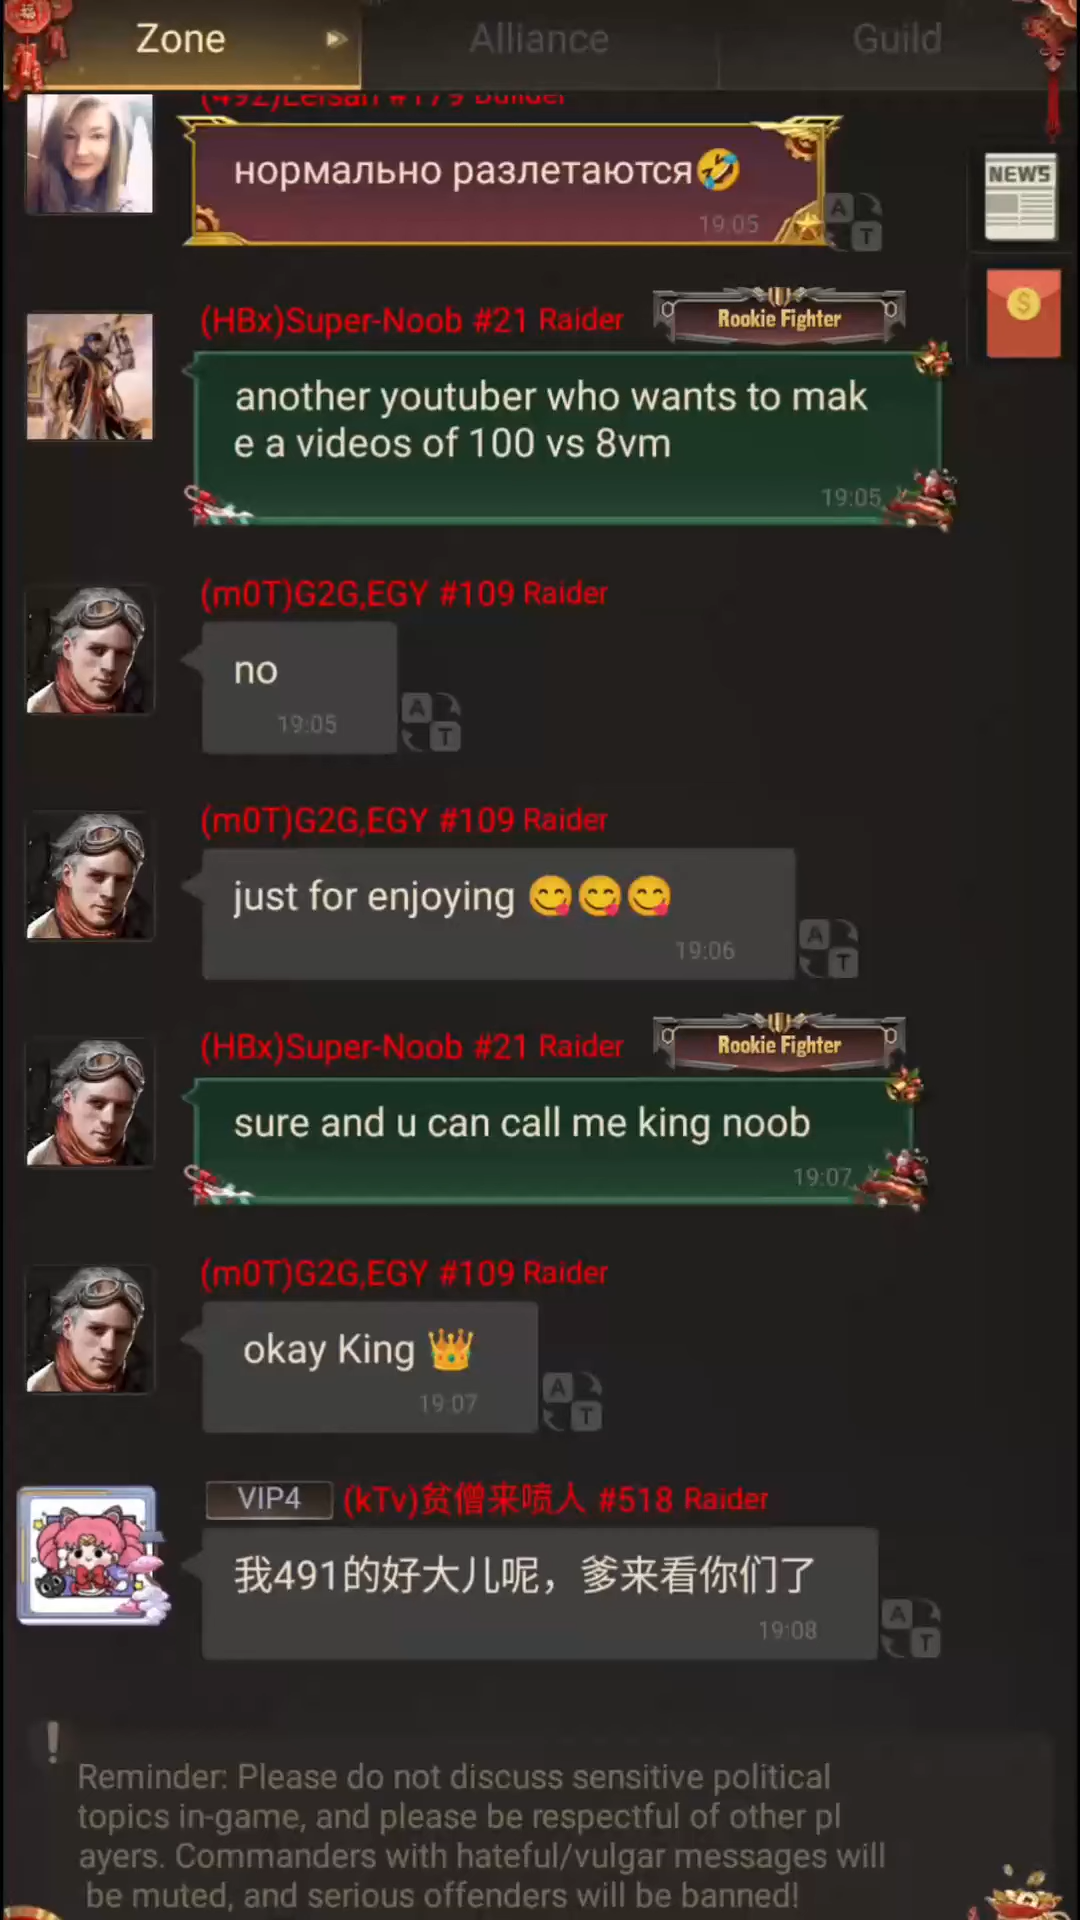 Zone
Alliance
Guild
(492)Leisan #179 Builder
нормально разлетаются🤣
19:05
NEWS
(HBx)Super-Noob #21 Raider
Rookie Fighter
another youtuber who wants to mak
e a videos of 100 vs 8vm
19:05
(m0T)G2G,EGY #109 Raider
no
19:05
(m0T)G2G,EGY #109 Raider
just for enjoying 😋😋😋
19:06
(HBx)Super-Noob #21 Raider
Rookie Fighter
sure and u can call me king noob
19:07
(m0T)G2G,EGY #109 Raider
okay King 👑
19:07
VIP4 (kTv)贫僧来喷人 #518 Raider
我491的好大儿呢，爹来看你们了
19:08
Reminder: Please do not discuss sensitive political
topics in-game, and please be respectful of other pl
ayers. Commanders with hateful/vulgar messages will
be muted, and serious offenders will be banned!